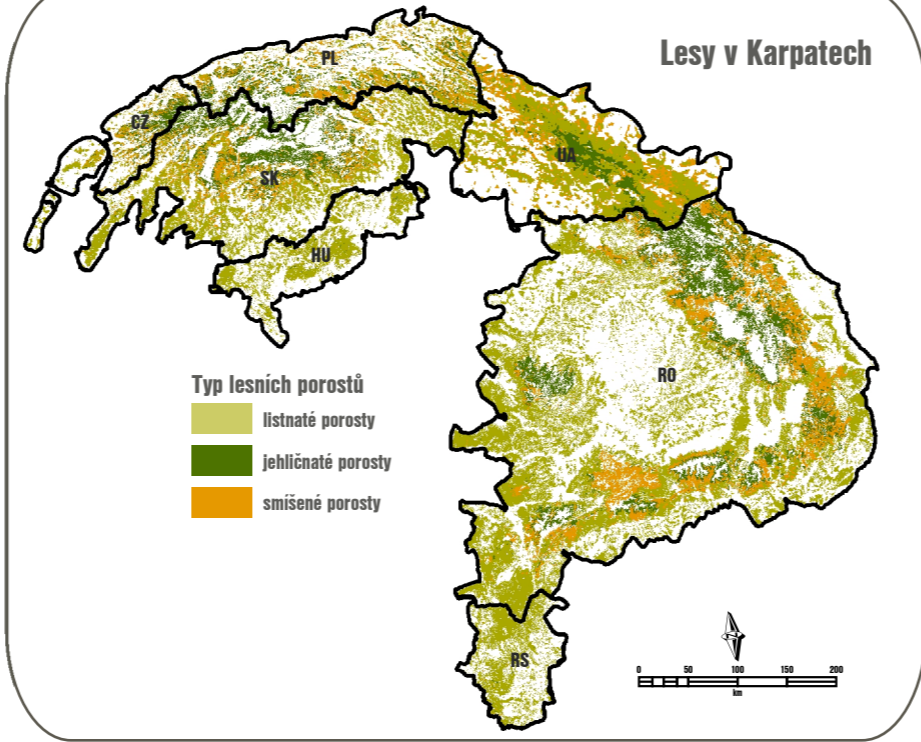 Lesy v Karpatech
PL
CZ
SK
UA
HU
RO
RS
Typ lesních porostů
listnaté porosty
jehličnaté porosty
smíšené porosty
0 50 100 150 200
km